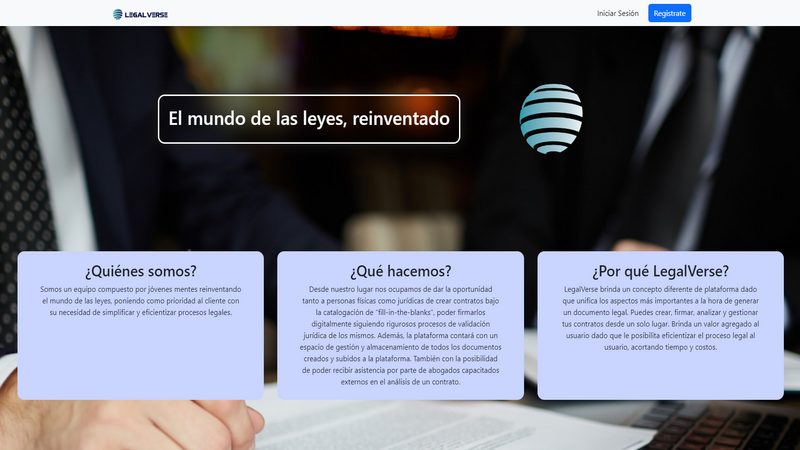 LEGALVERSE
Iniciar Sesión
Registrate
El mundo de las leyes, reinventado
¿Quiénes somos?
Somos un equipo compuesto por jóvenes mentes reinventando
el mundo de las leyes, poniendo como prioridad al cliente con
su necesidad de simplificar y eficientizar procesos legales.
¿Qué hacemos?
Desde nuestro lugar nos ocupamos de dar la oportunidad
tanto a personas físicas como jurídicas de crear contratos bajo
la catalogación de "fill-in-the-blanks", poder firmarlos
digitalmente siguiendo rigurosos procesos de validación
jurídica de los mismos. Además, la plataforma contará con un
espacio de gestión y almacenamiento de todos los documentos
creados y subidos a la plataforma. También con la posibilidad
de poder recibir asistencia por parte de abogados capacitados
externos en el análisis de un contrato.
¿Por qué LegalVerse?
LegalVerse brinda un concepto diferente de plataforma dado
que unifica los aspectos más importantes a la hora de generar
un documento legal. Puedes crear, firmar, analizar y gestionar
tus contratos desde un solo lugar. Brinda un valor agregado al
usuario dado que le posibilita eficientizar el proceso legal al
usuario, acortando tiempo y costos.